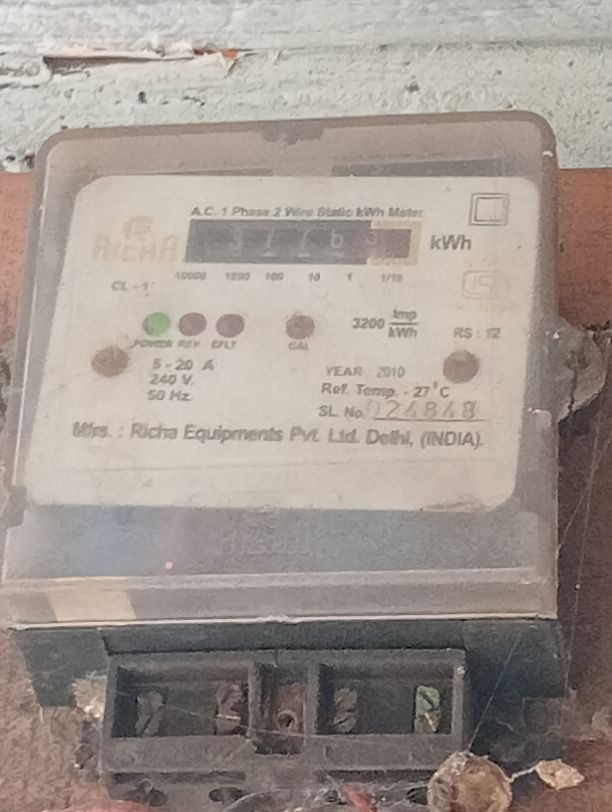 A.C. 1 Phase 2 Wire Static kWh Meter.
RICHA
kWh
10000 1000 100 10 1 1/10
CL - 1
POWER REV. EFLT
CAL
3200 Imp/kWh
RS : 12
5 - 20 A
240 V.
50 Hz.
YEAR 2010
Ref. Temp. - 27°C
SL. No. 024848
Mfrs. : Richa Equipments Pvt. Ltd. Delhi, (INDIA).